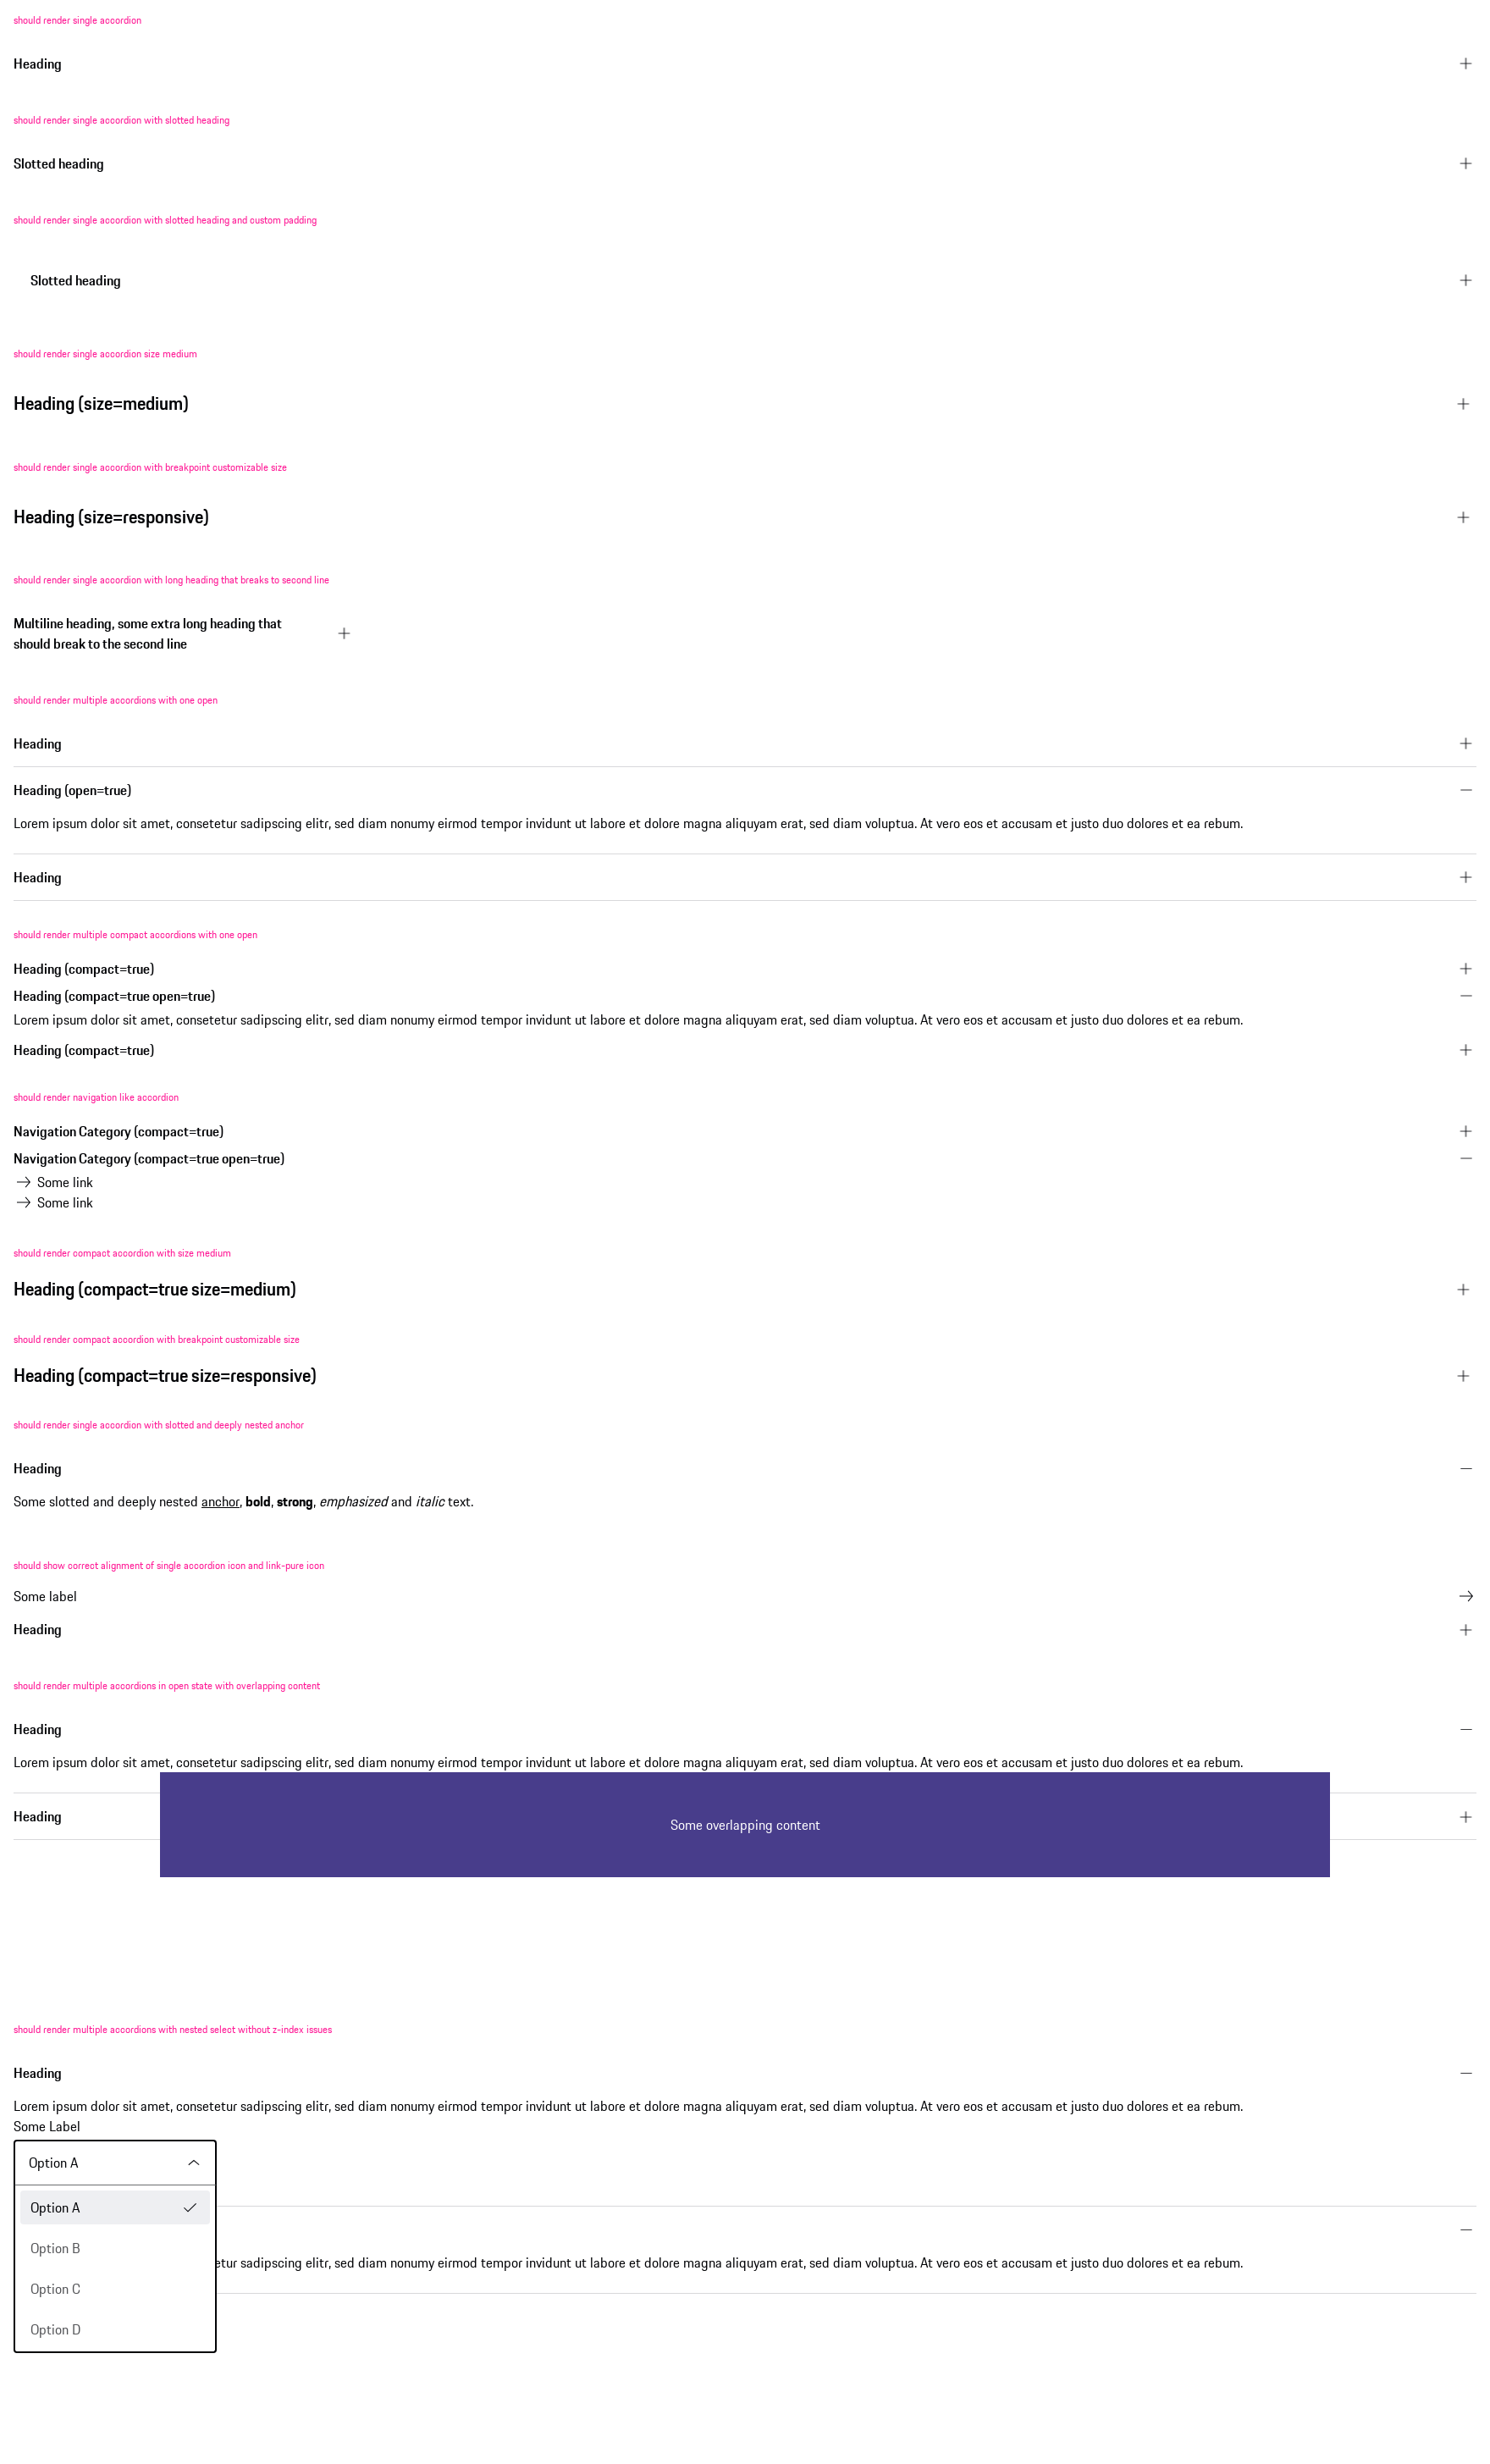 should render single accordion
Heading
should render single accordion with slotted heading
Slotted heading
should render single accordion with slotted heading and custom padding
Slotted heading
should render single accordion size medium
Heading (size=medium)
should render single accordion with breakpoint customizable size
Heading (size=responsive)
should render single accordion with long heading that breaks to second line
Multiline heading, some extra long heading that
should break to the second line
should render multiple accordions with one open
Heading
Heading (open=true)
Lorem ipsum dolor sit amet, consetetur sadipscing elitr, sed diam nonumy eirmod tempor invidunt ut labore et dolore magna aliquyam erat, sed diam voluptua. At vero eos et accusam et justo duo dolores et ea rebum.
Heading
should render multiple compact accordions with one open
Heading (compact=true)
Heading (compact=true open=true)
Lorem ipsum dolor sit amet, consetetur sadipscing elitr, sed diam nonumy eirmod tempor invidunt ut labore et dolore magna aliquyam erat, sed diam voluptua. At vero eos et accusam et justo duo dolores et ea rebum.
Heading (compact=true)
should render navigation like accordion
Navigation Category (compact=true)
Navigation Category (compact=true open=true)
Some link
Some link
should render compact accordion with size medium
Heading (compact=true size=medium)
should render compact accordion with breakpoint customizable size
Heading (compact=true size=responsive)
should render single accordion with slotted and deeply nested anchor
Heading
Some slotted and deeply nested anchor, bold, strong, emphasized and italic text.
should show correct alignment of single accordion icon and link-pure icon
Some label
Heading
should render multiple accordions in open state with overlapping content
Heading
Lorem ipsum dolor sit amet, consetetur sadipscing elitr, sed diam nonumy eirmod tempor invidunt ut labore et dolore magna aliquyam erat, sed diam voluptua. At vero eos et accusam et justo duo dolores et ea rebum.
Heading
Some overlapping content
should render multiple accordions with nested select without z-index issues
Heading
Lorem ipsum dolor sit amet, consetetur sadipscing elitr, sed diam nonumy eirmod tempor invidunt ut labore et dolore magna aliquyam erat, sed diam voluptua. At vero eos et accusam et justo duo dolores et ea rebum.
Some Label
Option A
Option A
Option B
sadipscing elitr, sed diam nonumy eirmod tempor invidunt ut labore et dolore magna aliquyam erat, sed diam voluptua. At vero eos et accusam et justo duo dolores et ea rebum.
Option C
Option D